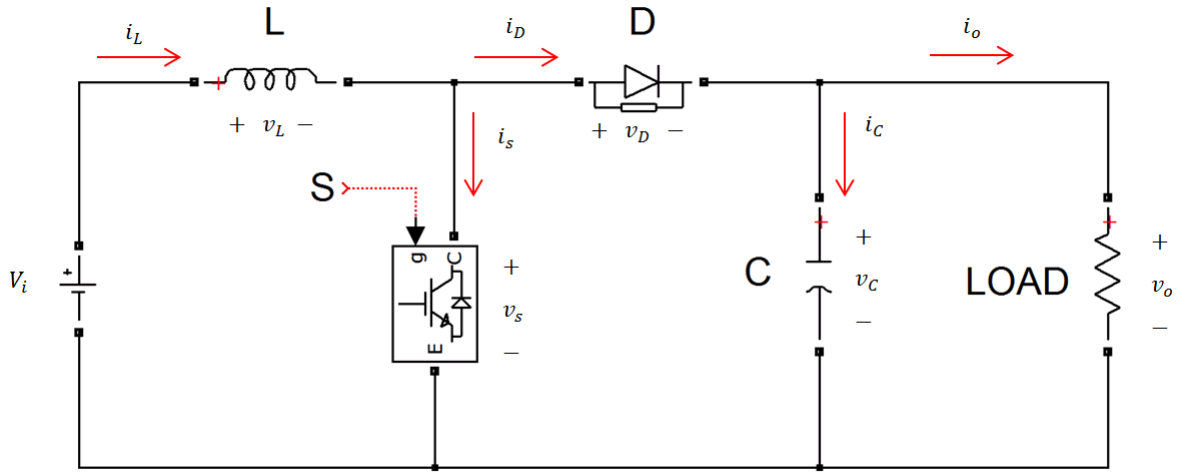 i_L L i_D D i_o
+ v_L − + v_D −
i_s i_C
S
g C
+
v_s
−
E
+
V_i
C
+
v_C
−
LOAD
+
v_o
−